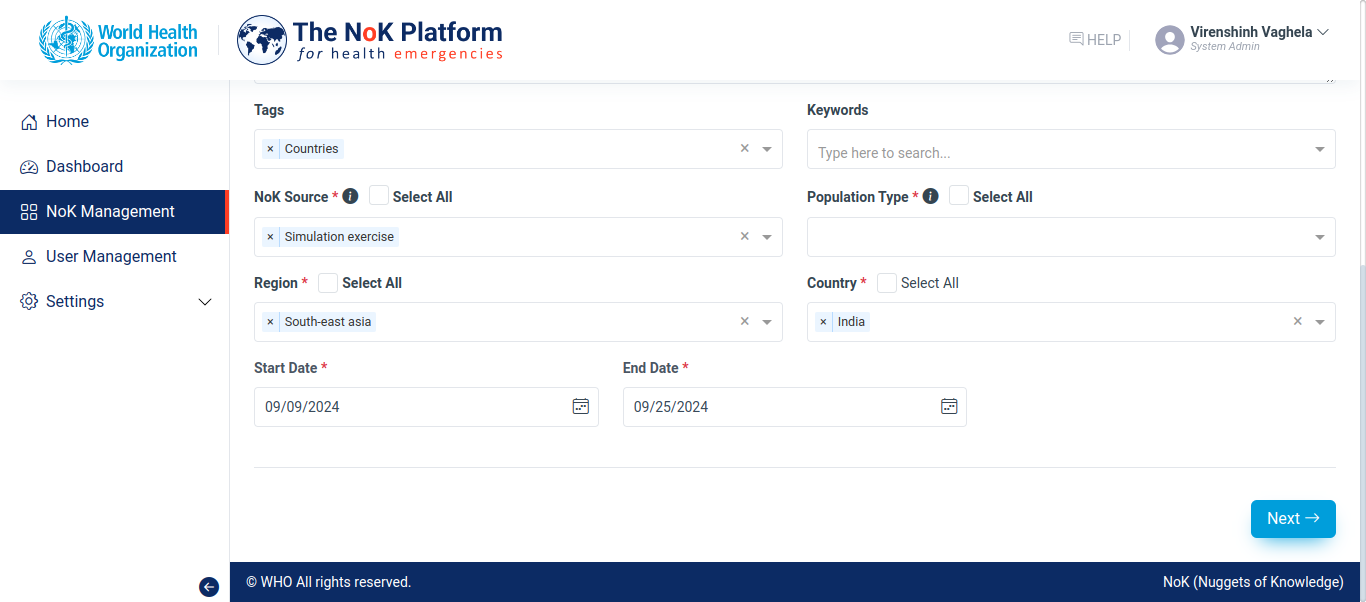 World Health
Organization
The NoK Platform
for health emergencies
HELP
Virenshinh Vaghela
System Admin
Home
Dashboard
NoK Management
User Management
Settings
Tags
Keywords
× Countries ×
Type here to search...
NoK Source * i Select All
Population Type * i Select All
× Simulation exercise ×
Region * Select All
Country * Select All
× South-east asia ×
× India ×
Start Date *
End Date *
09/09/2024
09/25/2024
Next →
© WHO All rights reserved.
NoK (Nuggets of Knowledge)